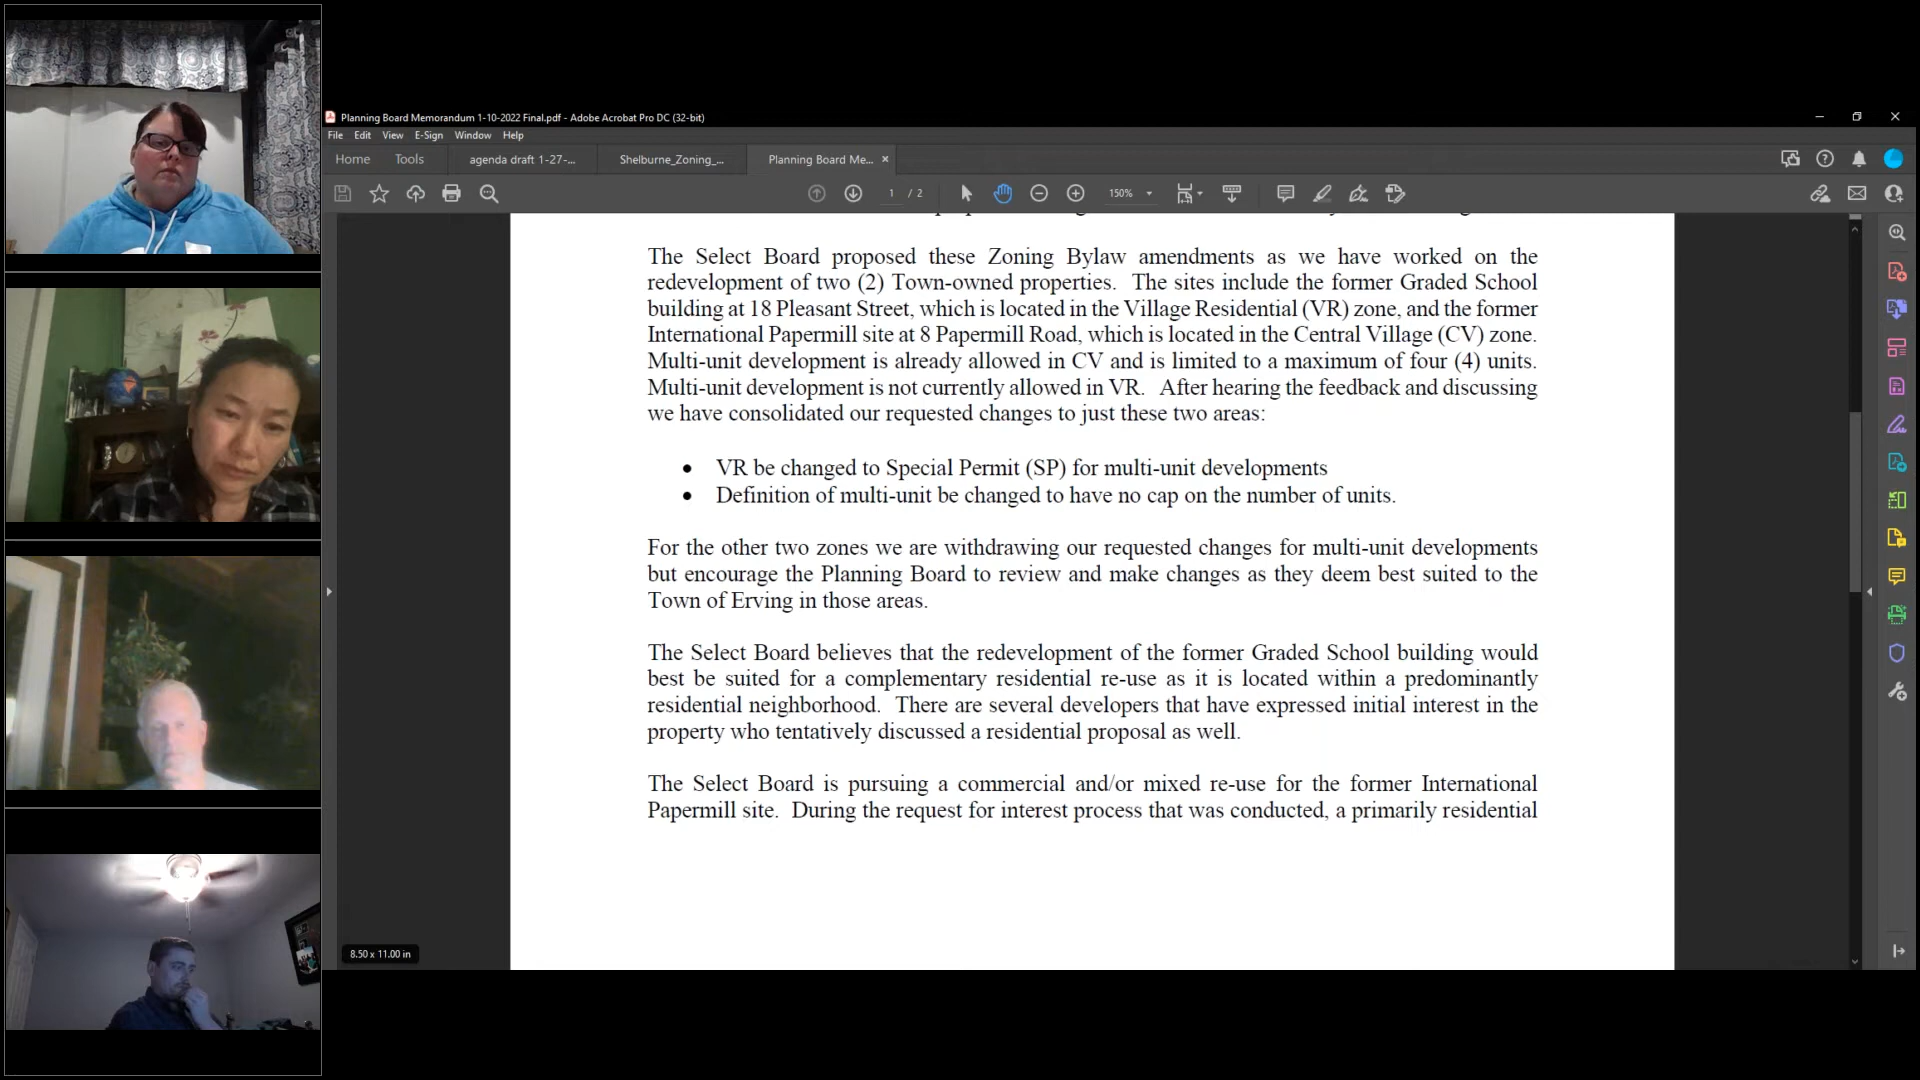 Planning Board Memorandum 1-10-2022 Final.pdf - Adobe Acrobat Pro DC (32-bit)
File Edit View E-Sign Window Help
Home Tools agenda draft 1-27-... Shelburne_Zoning_... Planning Board Me... ×
1 / 2 150%
The Select Board proposed these Zoning Bylaw amendments as we have worked on the
redevelopment of two (2) Town-owned properties. The sites include the former Graded School
building at 18 Pleasant Street, which is located in the Village Residential (VR) zone, and the former
International Papermill site at 8 Papermill Road, which is located in the Central Village (CV) zone.
Multi-unit development is already allowed in CV and is limited to a maximum of four (4) units.
Multi-unit development is not currently allowed in VR. After hearing the feedback and discussing
we have consolidated our requested changes to just these two areas:
• VR be changed to Special Permit (SP) for multi-unit developments
• Definition of multi-unit be changed to have no cap on the number of units.
For the other two zones we are withdrawing our requested changes for multi-unit developments
but encourage the Planning Board to review and make changes as they deem best suited to the
Town of Erving in those areas.
The Select Board believes that the redevelopment of the former Graded School building would
best be suited for a complementary residential re-use as it is located within a predominantly
residential neighborhood. There are several developers that have expressed initial interest in the
property who tentatively discussed a residential proposal as well.
The Select Board is pursuing a commercial and/or mixed re-use for the former International
Papermill site. During the request for interest process that was conducted, a primarily residential
8.50 x 11.00 in